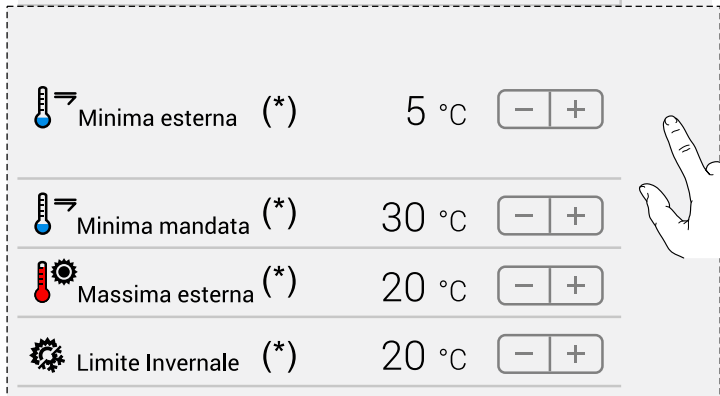 Minima esterna (*) 5 °C − +
Minima mandata (*) 30 °C − +
Massima esterna (*) 20 °C − +
Limite Invernale (*) 20 °C − +